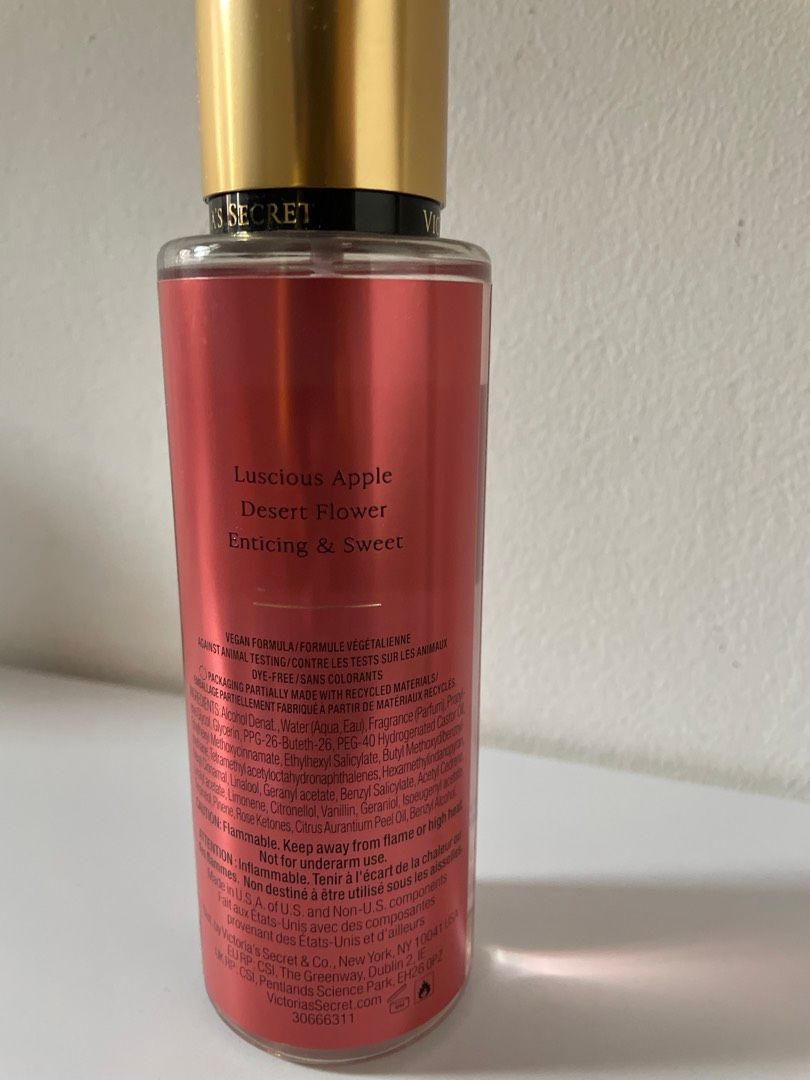 'S SECRET
VI
Luscious Apple
Desert Flower
Enticing & Sweet
VEGAN FORMULA/FORMULE VÉGÉTALIENNE
AGAINST ANIMAL TESTING/CONTRE LES TESTS SUR LES ANIMAUX
DYE-FREE/SANS COLORANTS
PACKAGING PARTIALLY MADE WITH RECYCLED MATERIALS/
EMBALLAGE PARTIELLEMENT FABRIQUÉ À PARTIR DE MATÉRIAUX RECYCLÉS.
INGREDIENTS: Alcohol Denat., Water (Aqua, Eau), Fragrance (Parfum), Propy-
Glycerin, PPG-26-Buteth-26, PEG-40 Hydrogenated Castor Oil,
Methoxycinnamate, Ethylhexyl Salicylate, Butyl Methoxydibenzoyl
Tetramethyl acetyloctahydronaphthalenes, Hexamethylindanopyran,
Linalool, Geranyl acetate, Benzyl Salicylate, Acetyl Cedrene,
acetate, Limonene, Citronellol, Vanillin, Geraniol, Isoeugenyl acetate,
Pinene, Rose Ketones, Citrus Aurantium Peel Oil, Benzyl Alcohol.
CAUTION: Flammable. Keep away from flame or high heat.
Not for underarm use.
ATTENTION : Inflammable. Tenir à l'écart de la chaleur ou
des flammes. Non destiné à être utilisé sous les aisselles.
Made in U.S.A. of U.S. and Non-U.S. components
Fait aux États-Unis avec des composantes
provenant des États-Unis et d'ailleurs
by Victoria's Secret & Co., New York, NY 10041 USA
EU RP: CSI, The Greenway, Dublin 2, IE
UK RP: CSI, Pentlands Science Park, EH26 0PZ
VictoriasSecret.com
30666311